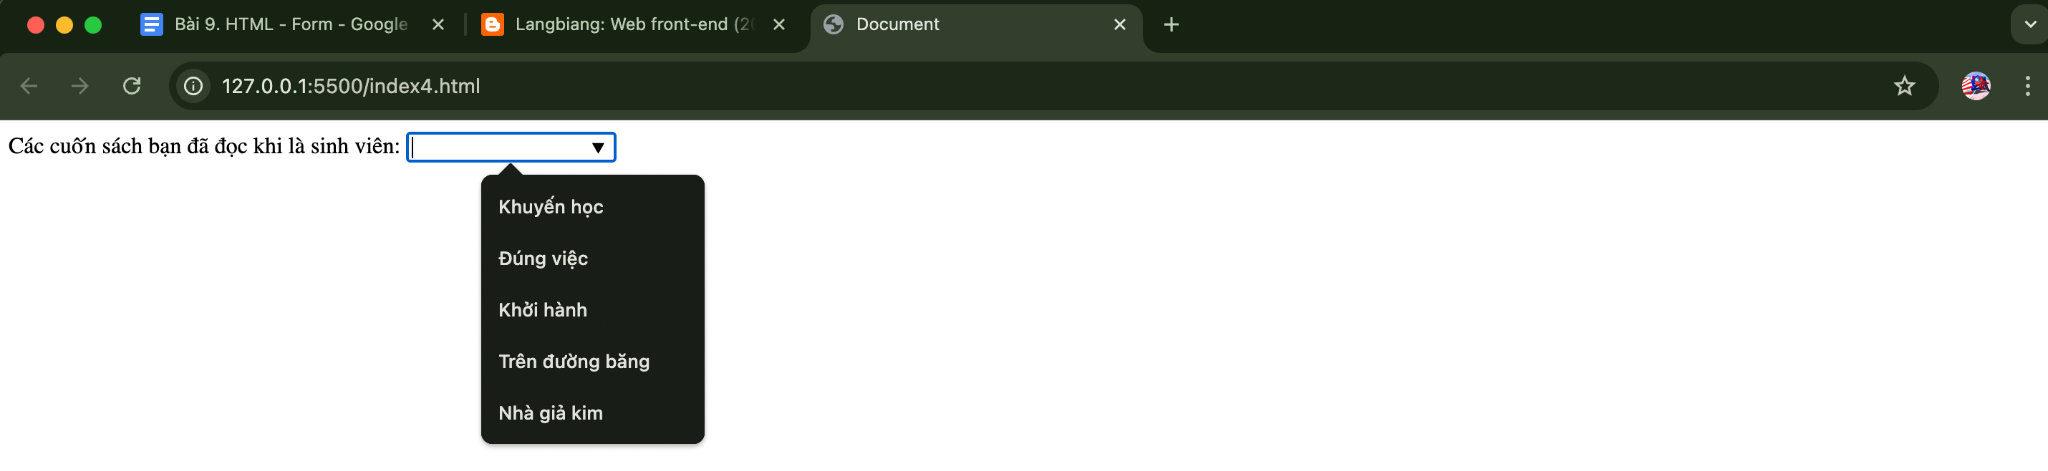 Bài 9. HTML - Form - Google
Langbiang: Web front-end (20
Document
127.0.0.1:5500/index4.html
Các cuốn sách bạn đã đọc khi là sinh viên:
Khuyến học
Đúng việc
Khởi hành
Trên đường băng
Nhà giả kim